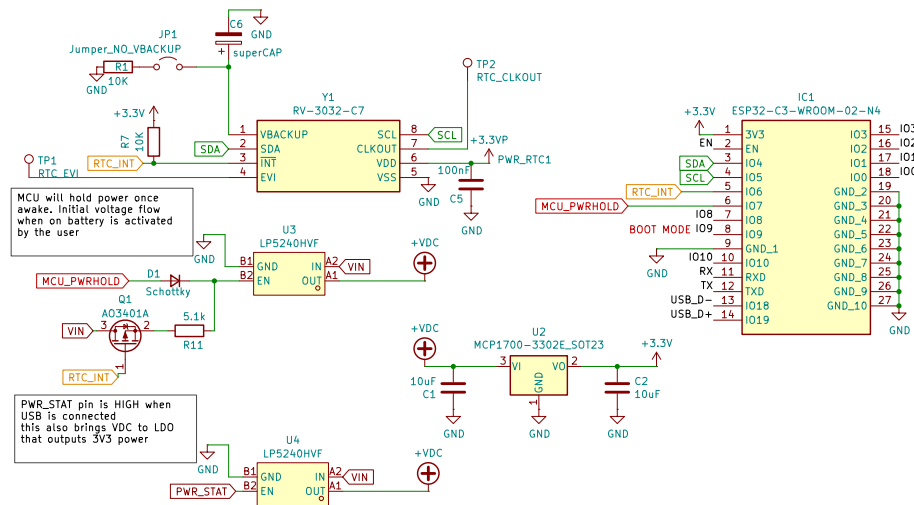 C6
GND
superCAP
+
JP1
Jumper_NO_VBACKUP
R1
10K
GND
+3.3V
R7
10K
RTC_INT
SDA
TP1
RTC_EVI
Y1
RV-3032-C7
1 VBACKUP
2 SDA
3 INT
4 EVI
SCL 8
CLKOUT 7
VDD 6
VSS 5
SCL
TP2
RTC_CLKOUT
+3.3VP
PWR_RTC1
100nF
C5
GND
GND
IC1
ESP32-C3-WROOM-02-N4
+3.3V
EN
SDA
SCL
RTC_INT
MCU_PWRHOLD
IO8
BOOT MODE IO9
GND
IO10
RX
TX
USB_D-
USB_D+
1 3V3
2 EN
3 IO4
4 IO5
5 IO6
6 IO7
7 IO8
8 IO9
9 GND_1
10 IO10
11 RXD
12 TXD
13 IO18
14 IO19
IO3 15 IO3
IO2 16 IO2
IO1 17 IO1
IO0 18 IO0
GND_2 19
GND_3 20
GND_4 21
GND_5 22
GND_6 23
GND_7 24
GND_8 25
GND_9 26
GND_10 27
GND
MCU will hold power once
awake. Initial voltage flow
when on battery is activated
by the user
GND
U3
LP5240HVF
B1 GND
B2 EN
IN A2
OUT A1
VIN
+VDC
MCU_PWRHOLD
D1
Schottky
Q1
AO3401A
VIN
3
2
1
5.1k
R11
RTC_INT
+VDC
10uF
C1
GND
U2
MCP1700-3302E_SOT23
3 VI
VO 2
GND
1
GND
+3.3V
C2
10uF
GND
PWR_STAT pin is HIGH when
USB is connected
this also brings VDC to LDO
that outputs 3V3 power
GND
U4
LP5240HVF
B1 GND
B2 EN
IN A2
OUT A1
VIN
PWR_STAT
+VDC